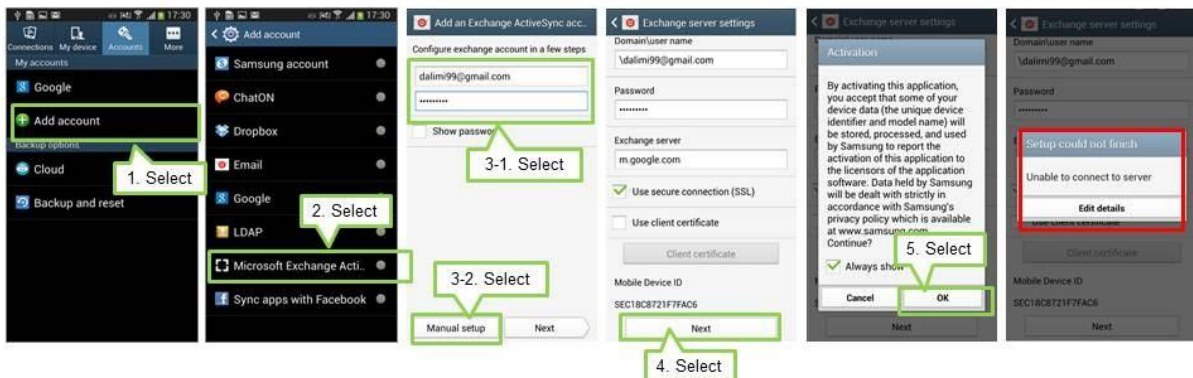 17:30
Connections My device Accounts More
My accounts
Google
Add account
Backup options
Cloud
Backup and reset
1. Select
17:30
Add account
Samsung account
ChatON
Dropbox
Email
Google
LDAP
Microsoft Exchange Acti..
Sync apps with Facebook
2. Select
Add an Exchange ActiveSync acc..
Configure exchange account in a few steps
dalimi99@gmail.com
•••••••••
Show password
3-1. Select
3-2. Select
Manual setup Next
Exchange server settings
Domain\user name
\dalimi99@gmail.com
Password
•••••••••
Exchange server
m.google.com
Use secure connection (SSL)
Use client certificate
Client certificate
Mobile Device ID
SEC18C8721F7FAC6
Next
4. Select
Exchange server settings
Activation
By activating this application,
you accept that some of your
device data (the unique device
identifier and model name) will
be stored, processed, and used
by Samsung to report the
activation of this application to
the licensors of the application
software. Data held by Samsung
will be dealt with strictly in
accordance with Samsung's
privacy policy which is available
at www.samsung.com
Continue?
Always show
5. Select
Cancel OK
Next
Exchange server settings
Domain\user name
\dalimi99@gmail.com
Password
•••••••••
Setup could not finish
Unable to connect to server
Edit details
Use client certificate
Client certificate
Mobile Device ID
SEC18C8721F7FAC6
Next